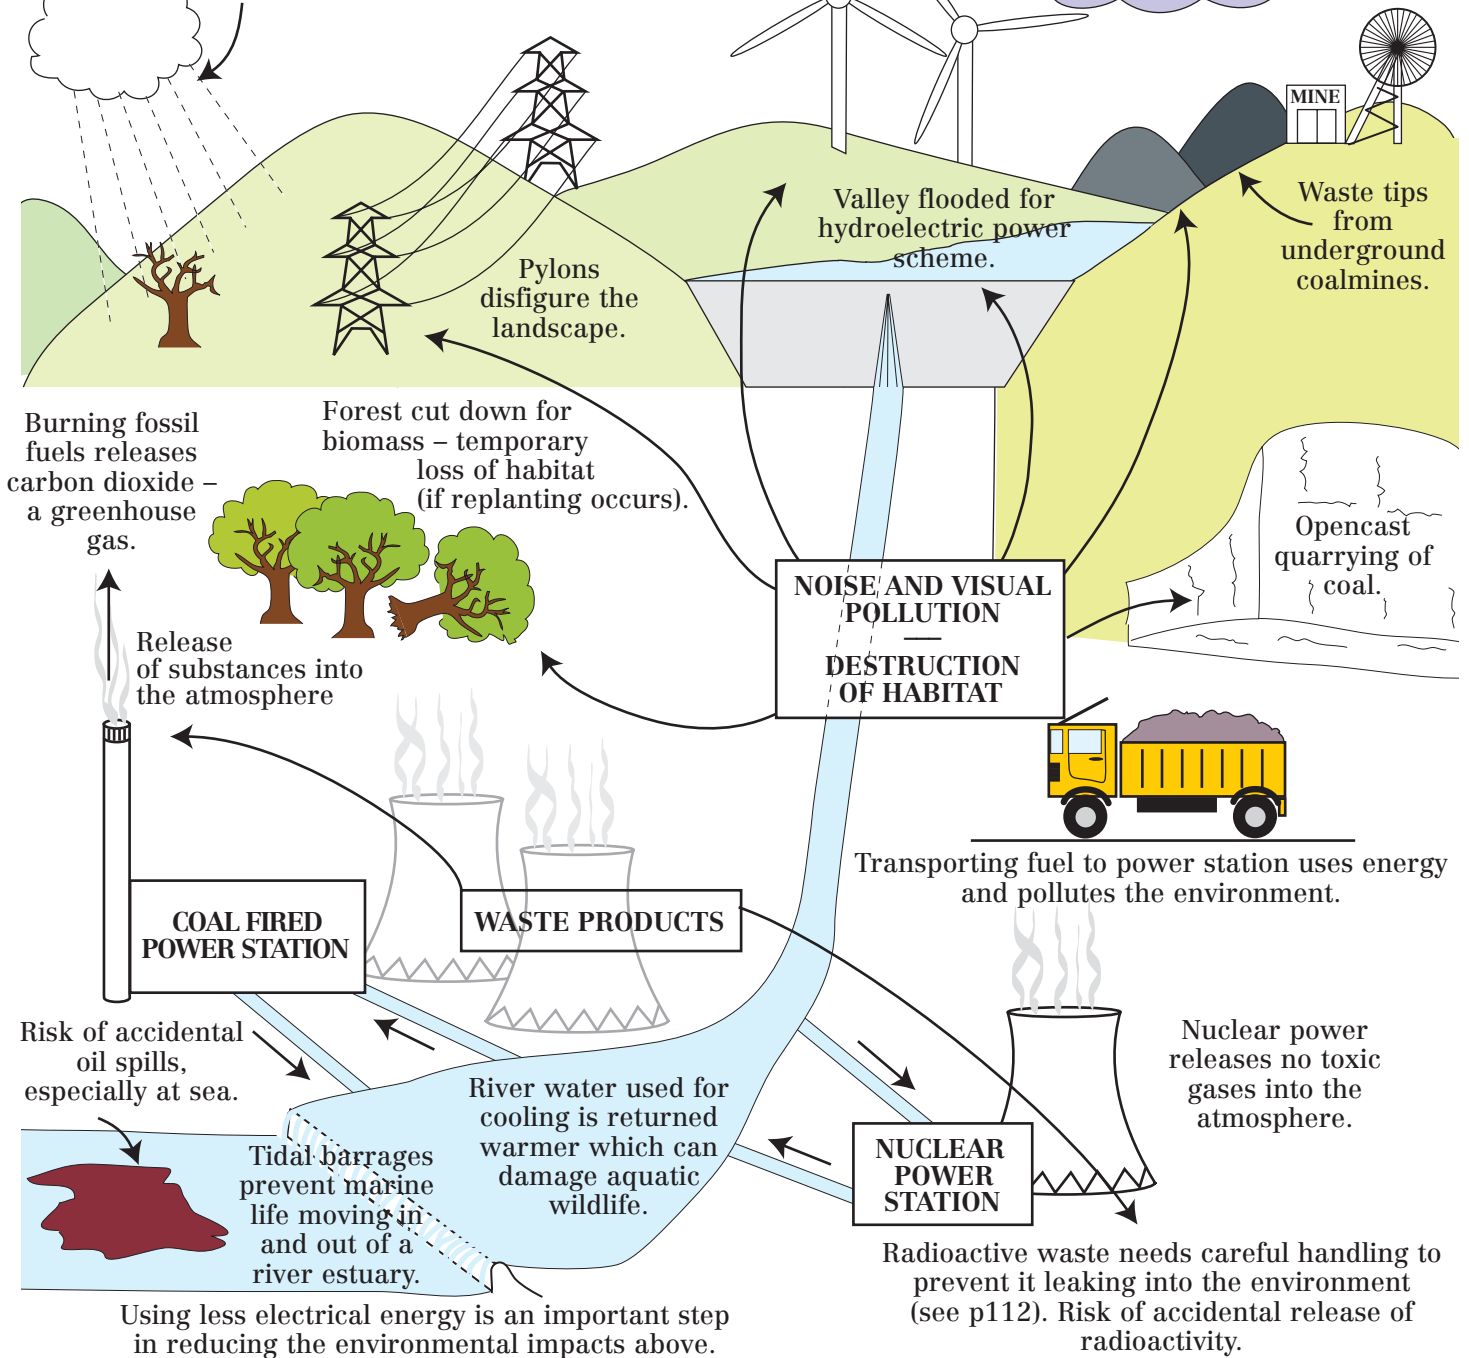 MINE
Valley flooded for
hydroelectric power
scheme.
Waste tips
from
underground
coalmines.
Pylons
disfigure the
landscape.
Burning fossil
fuels releases
carbon dioxide –
a greenhouse
gas.
Forest cut down for
biomass – temporary
loss of habitat
(if replanting occurs).
Opencast
quarrying of
coal.
NOISE AND VISUAL
POLLUTION
—
DESTRUCTION
OF HABITAT
Release
of substances into
the atmosphere
Transporting fuel to power station uses energy
and pollutes the environment.
COAL FIRED
POWER STATION
WASTE PRODUCTS
Risk of accidental
oil spills,
especially at sea.
Nuclear power
releases no toxic
gases into the
atmosphere.
River water used for
cooling is returned
warmer which can
damage aquatic
wildlife.
Tidal barrages
prevent marine
life moving in
and out of a
river estuary.
NUCLEAR
POWER
STATION
Radioactive waste needs careful handling to
prevent it leaking into the environment
(see p112). Risk of accidental release of
radioactivity.
Using less electrical energy is an important step
in reducing the environmental impacts above.